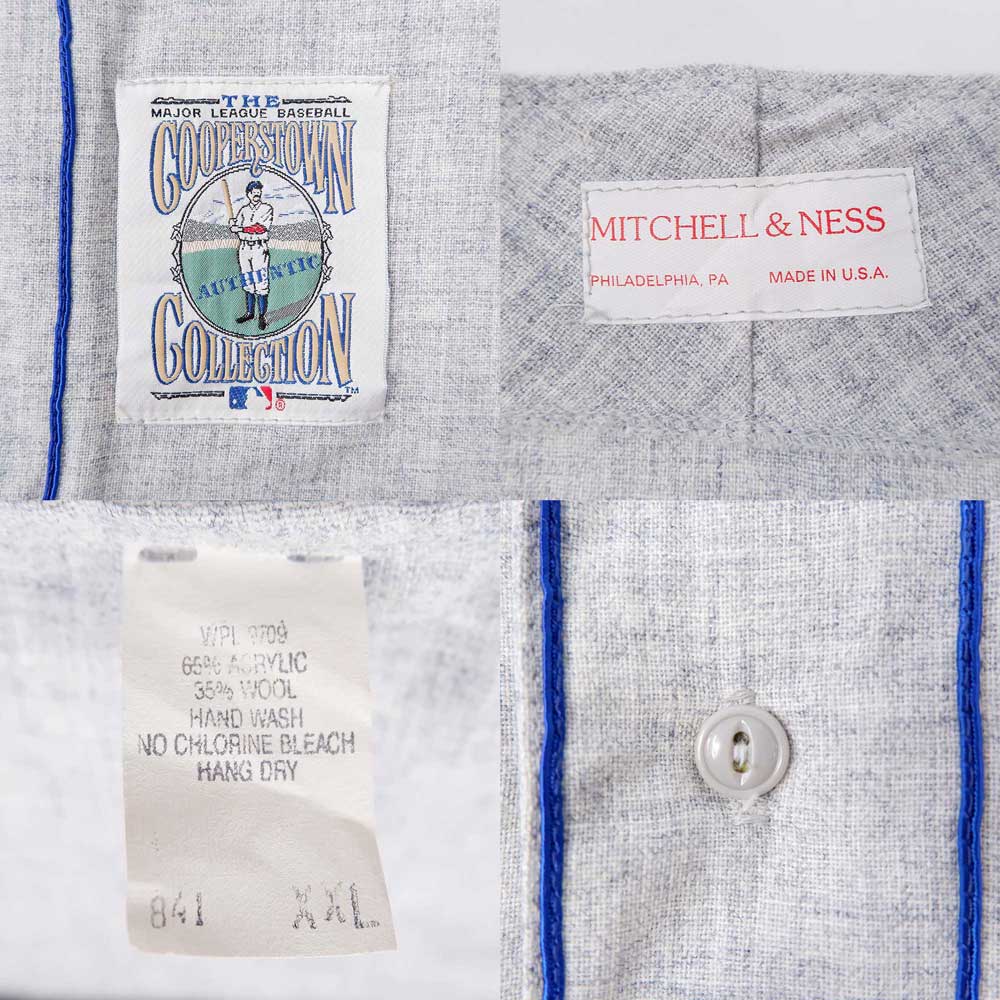 THE
MAJOR LEAGUE BASEBALL
COOPERSTOWN
AUTHENTIC
COLLECTION
TM
®
MITCHELL & NESS
PHILADELPHIA, PA MADE IN U.S.A.
WPL 9709
65% ACRYLIC
35% WOOL
HAND WASH
NO CHLORINE BLEACH
HANG DRY
841 XXL